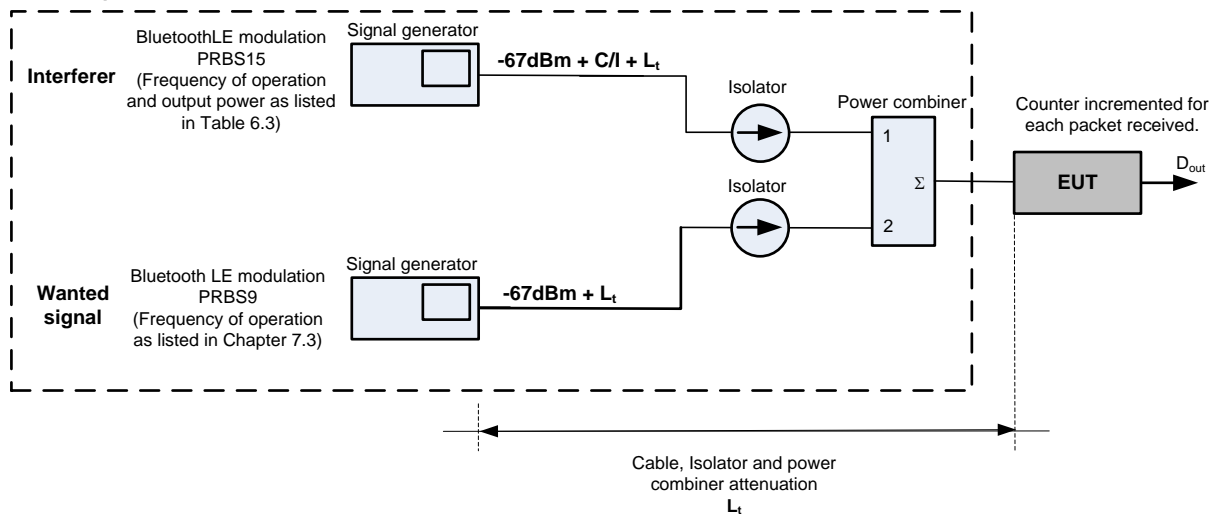 Interferer
BluetoothLE modulation
PRBS15
(Frequency of operation
and output power as listed
in Table 6.3)
Signal generator
-67dBm + C/I + Lt
Isolator
Power combiner
1
2
Σ
Counter incremented for
each packet received.
EUT
Dout
Isolator
Wanted
signal
Bluetooth LE modulation
PRBS9
(Frequency of operation
as listed in Chapter 7.3)
Signal generator
-67dBm + Lt
Cable, Isolator and power
combiner attenuation
Lt